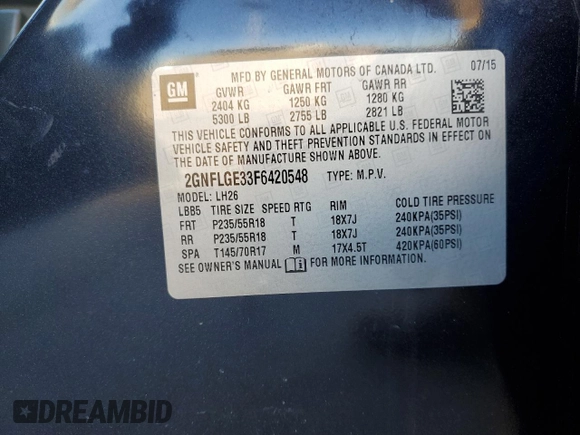 GM
MFD BY GENERAL MOTORS OF CANADA LTD. 07/15
GVWR GAWR FRT GAWR RR
2404 KG 1250 KG 1280 KG
5300 LB 2755 LB 2821 LB
THIS VEHICLE CONFORMS TO ALL APPLICABLE U.S. FEDERAL MOTOR
VEHICLE SAFETY AND THEFT PREVENTION STANDARDS IN EFFECT ON
THE DATE OF MANUFACTURE SHOWN ABOVE.
2GNFLGE33F6420548 TYPE: M.P.V.
MODEL: LH26
LBB5 TIRE SIZE SPEED RTG RIM COLD TIRE PRESSURE
FRT P235/55R18 T 18X7J 240KPA(35PSI)
RR P235/55R18 T 18X7J 240KPA(35PSI)
SPA T145/70R17 M 17X4.5T 420KPA(60PSI)
SEE OWNER'S MANUAL FOR MORE INFORMATION.
DREAMBID